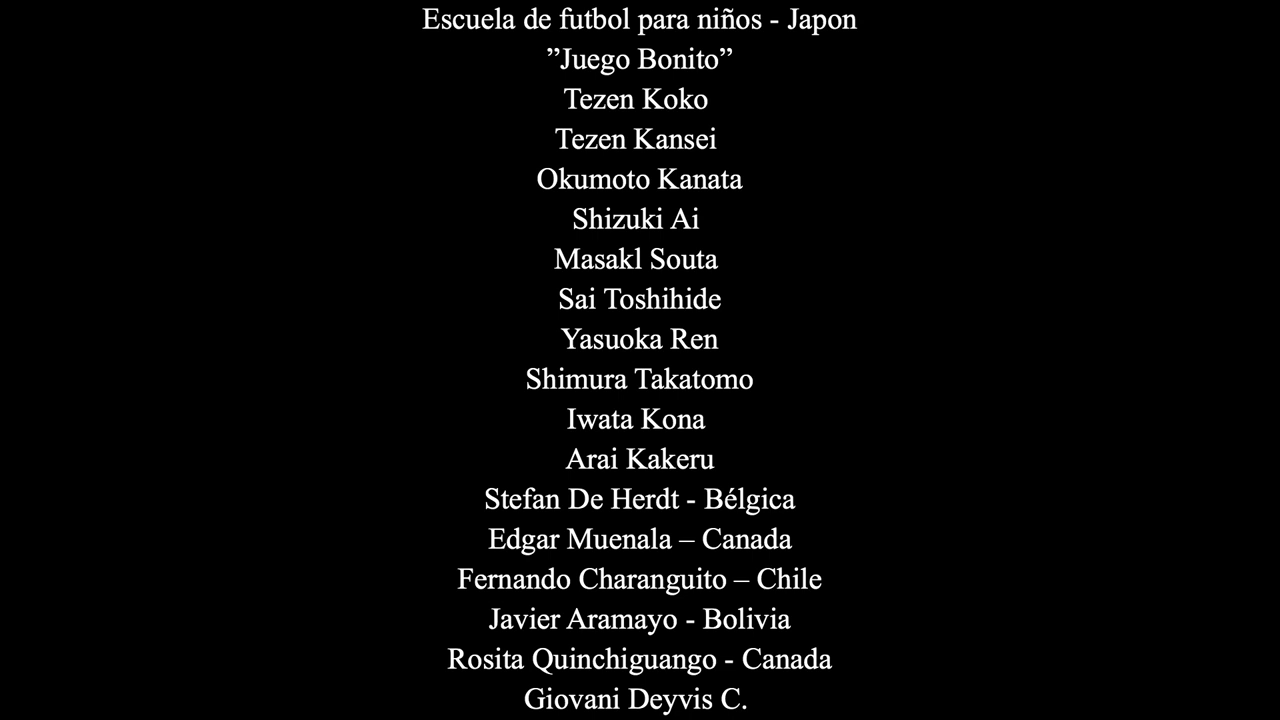 Escuela de futbol para niños - Japon
”Juego Bonito”
Tezen Koko
Tezen Kansei
Okumoto Kanata
Shizuki Ai
Masakl Souta
Sai Toshihide
Yasuoka Ren
Shimura Takatomo
Iwata Kona
Arai Kakeru
Stefan De Herdt - Bélgica
Edgar Muenala – Canada
Fernando Charanguito – Chile
Javier Aramayo - Bolivia
Rosita Quinchiguango - Canada
Giovani Deyvis C.